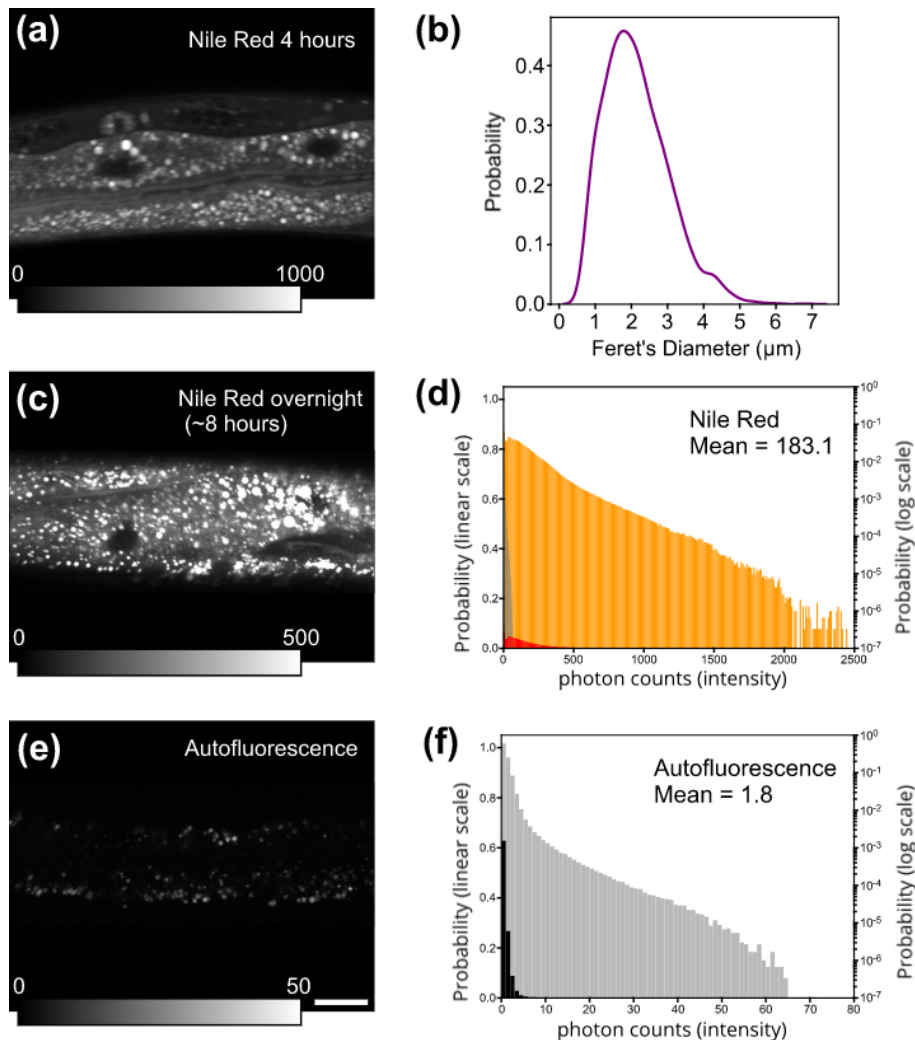 (a)
Nile Red 4 hours
0
1000
(b)
Probability
0.4
0.3
0.2
0.1
0.0
0 1 2 3 4 5 6 7
Feret's Diameter (μm)
(c)
Nile Red overnight
(~8 hours)
0
500
(d)
Nile Red
Mean = 183.1
Probability (linear scale)
1.0
0.8
0.6
0.4
0.2
0.0
Probability (log scale)
10⁰
10⁻¹
10⁻²
10⁻³
10⁻⁴
10⁻⁵
10⁻⁶
10⁻⁷
0 500 1000 1500 2000 2500
photon counts (intensity)
(e)
Autofluorescence
0
50
(f)
Autofluorescence
Mean = 1.8
Probability (linear scale)
1.0
0.8
0.6
0.4
0.2
0.0
Probability (log scale)
10⁰
10⁻¹
10⁻²
10⁻³
10⁻⁴
10⁻⁵
10⁻⁶
10⁻⁷
0 10 20 30 40 50 60 70 80
photon counts (intensity)